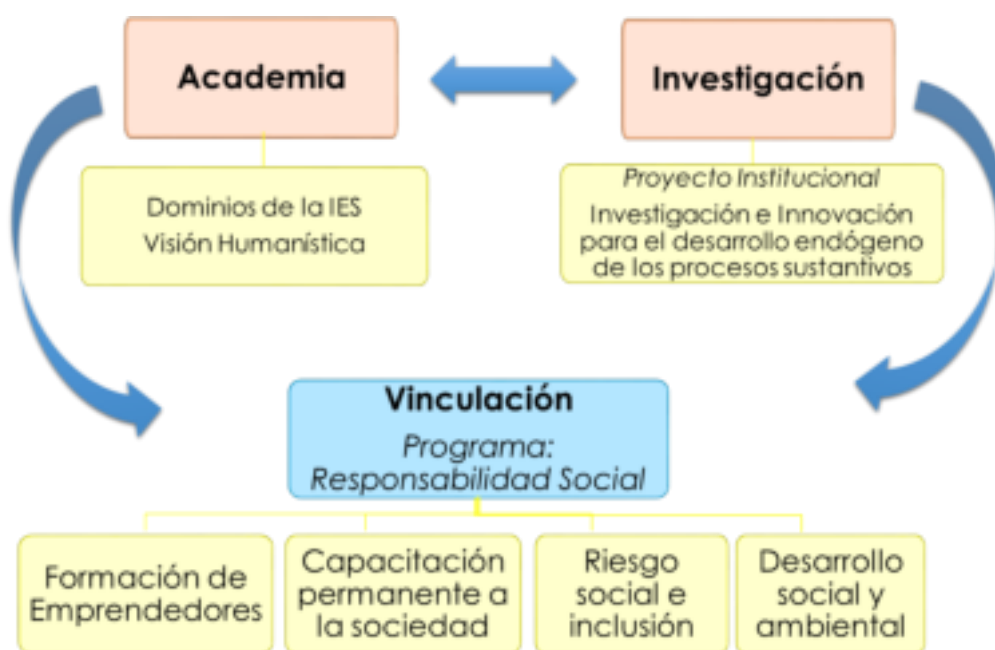 Academia
Investigación
Dominios de la IES
Visión Humanística
Proyecto Institucional
Investigación e Innovación
para el desarrollo endógeno
de los procesos sustantivos
Vinculación
Programa:
Responsabilidad Social
Formación de
Emprendedores
Capacitación
permanente a
la sociedad
Riesgo
social e
inclusión
Desarrollo
social y
ambiental